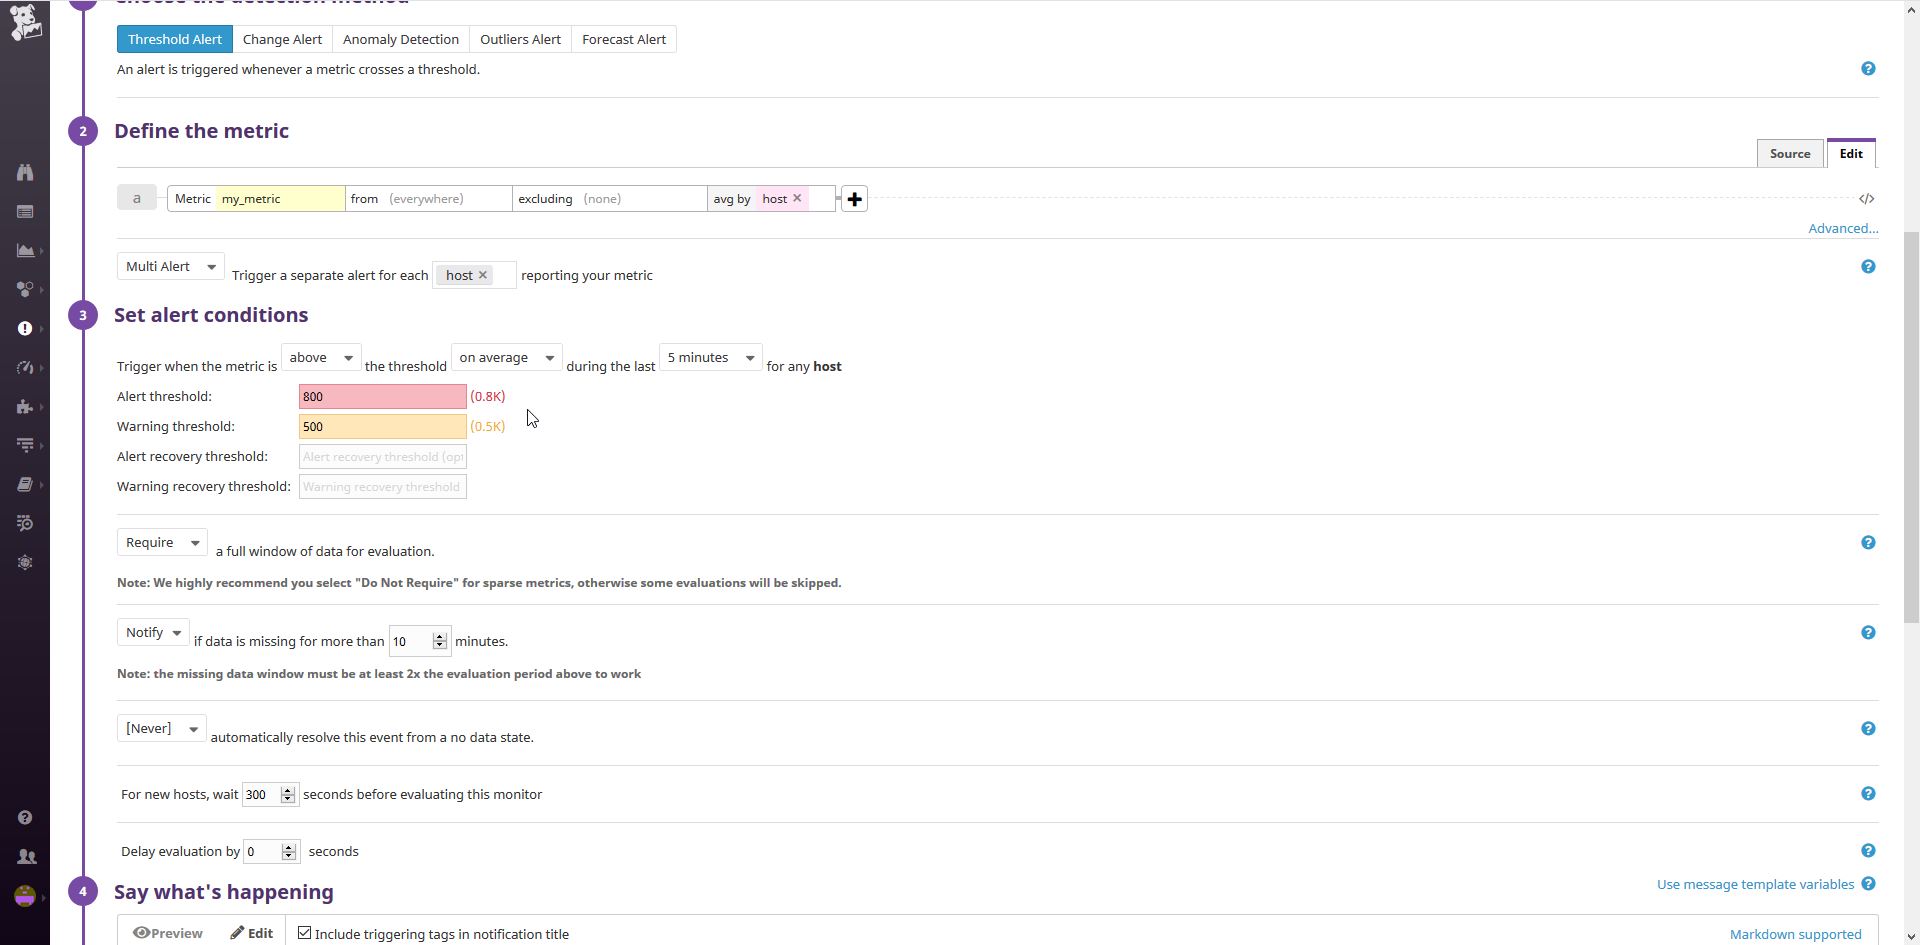 Choose the detection method
Threshold Alert Change Alert Anomaly Detection Outliers Alert Forecast Alert
An alert is triggered whenever a metric crosses a threshold. ?
2 Define the metric
Source Edit
a Metric my_metric from (everywhere) excluding (none) avg by host × + </>
Advanced...
Multi Alert Trigger a separate alert for each host × reporting your metric ?
3 Set alert conditions
Trigger when the metric is above the threshold on average during the last 5 minutes for any host
Alert threshold: 800 (0.8K)
Warning threshold: 500 (0.5K)
Alert recovery threshold: Alert recovery threshold (opt
Warning recovery threshold: Warning recovery threshold
Require a full window of data for evaluation. ?
Note: We highly recommend you select "Do Not Require" for sparse metrics, otherwise some evaluations will be skipped.
Notify if data is missing for more than 10 minutes. ?
Note: the missing data window must be at least 2x the evaluation period above to work
[Never] automatically resolve this event from a no data state. ?
For new hosts, wait 300 seconds before evaluating this monitor ?
Delay evaluation by 0 seconds ?
4 Say what's happening
Use message template variables ?
Preview Edit Include triggering tags in notification title Markdown supported